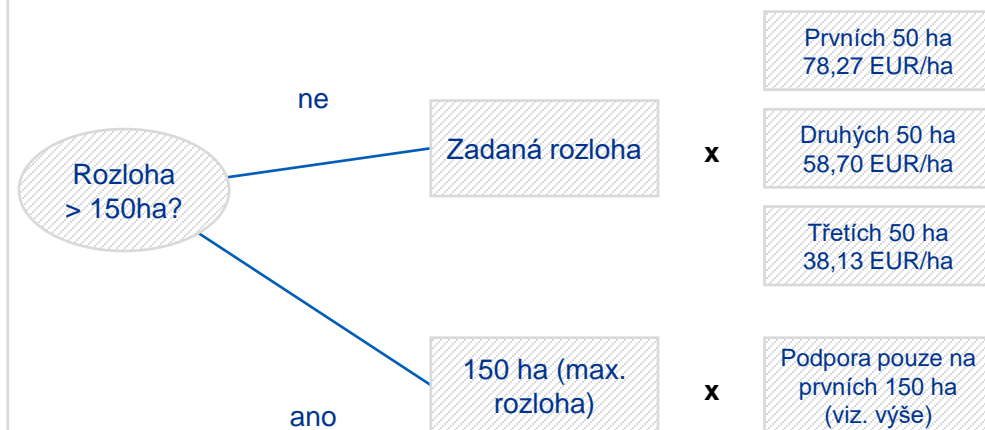 Prvních 50 ha
78,27 EUR/ha
ne
Zadaná rozloha
x
Druhých 50 ha
58,70 EUR/ha
Rozloha
> 150ha?
Třetích 50 ha
38,13 EUR/ha
150 ha (max.
rozloha)
x
Podpora pouze na
prvních 150 ha
(viz. výše)
ano